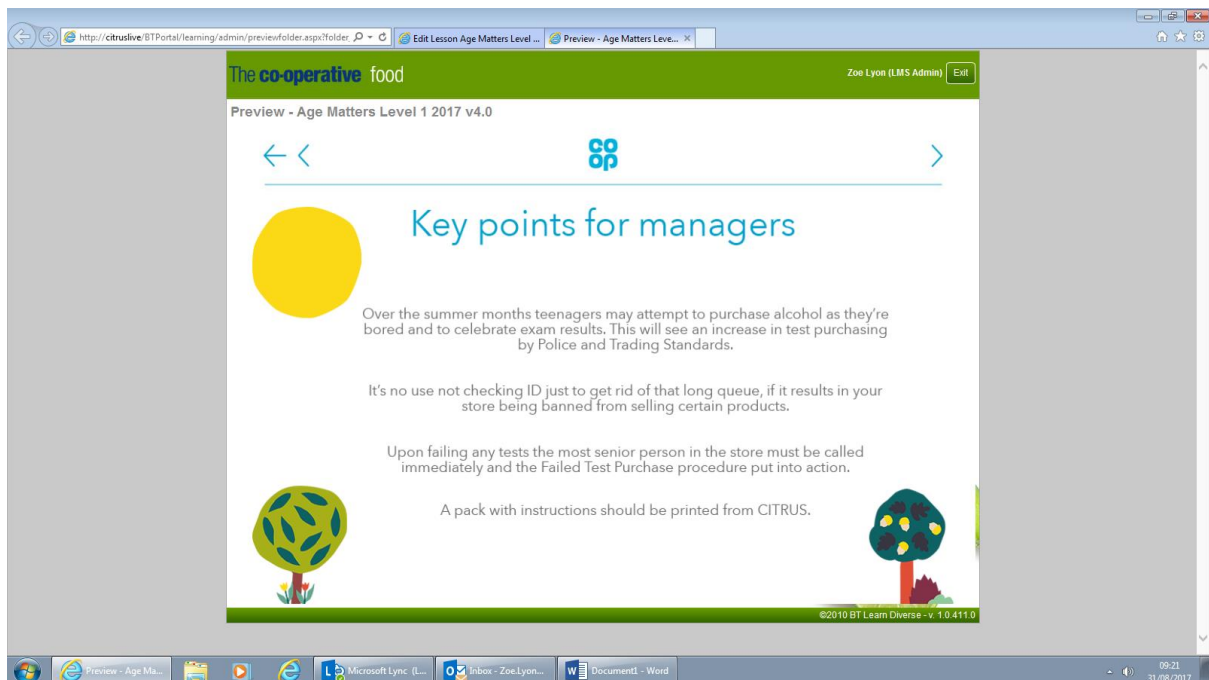 http://citruslive/BTPortal/learning/admin/previewfolder.aspx?folder
Edit Lesson Age Matters Level ...
Preview - Age Matters Leve...
The co-operative food
Zoe Lyon (LMS Admin)
Exit
Preview - Age Matters Level 1 2017 v4.0
CO
OP
Key points for managers
Over the summer months teenagers may attempt to purchase alcohol as they're
bored and to celebrate exam results. This will see an increase in test purchasing
by Police and Trading Standards.
It's no use not checking ID just to get rid of that long queue, if it results in your
store being banned from selling certain products.
Upon failing any tests the most senior person in the store must be called
immediately and the Failed Test Purchase procedure put into action.
A pack with instructions should be printed from CITRUS.
©2010 BT Learn Diverse - v. 1.0.411.0
Preview - Age Ma...
Microsoft Lync (L...
Inbox - Zoe.Lyon...
Document1 - Word
09:21
31/08/2017